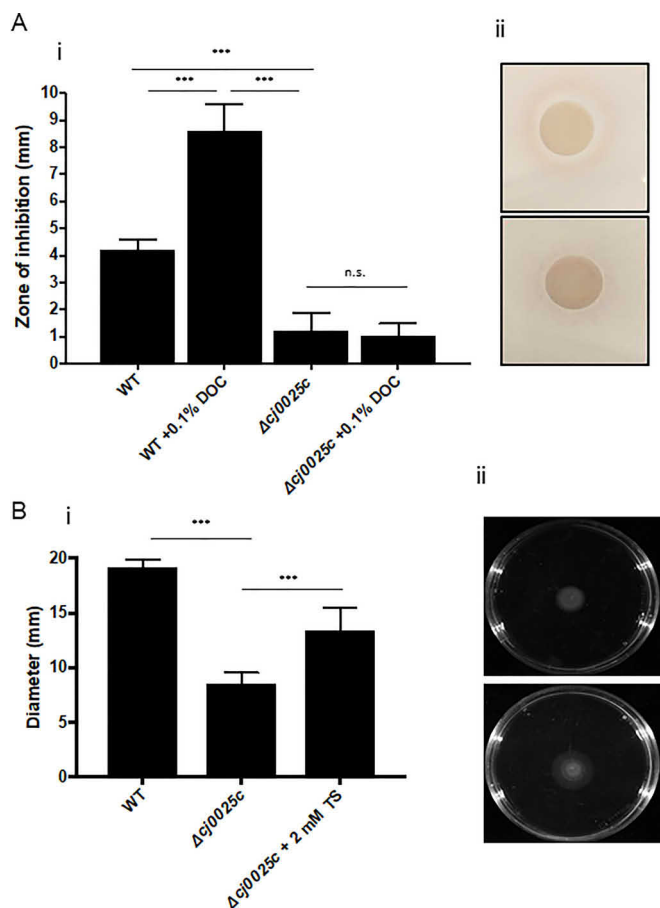 A
i
ii
***
*** ***
Zone of inhibition (mm)
10
9
8
7
6
5
4
3
2
1
0
n.s.
WT
WT +0.1% DOC
Δcj0025c
Δcj0025c +0.1% DOC
B
i
ii
***
***
Diameter (mm)
20
15
10
5
0
WT
Δcj0025c
Δcj0025c + 2 mM TS